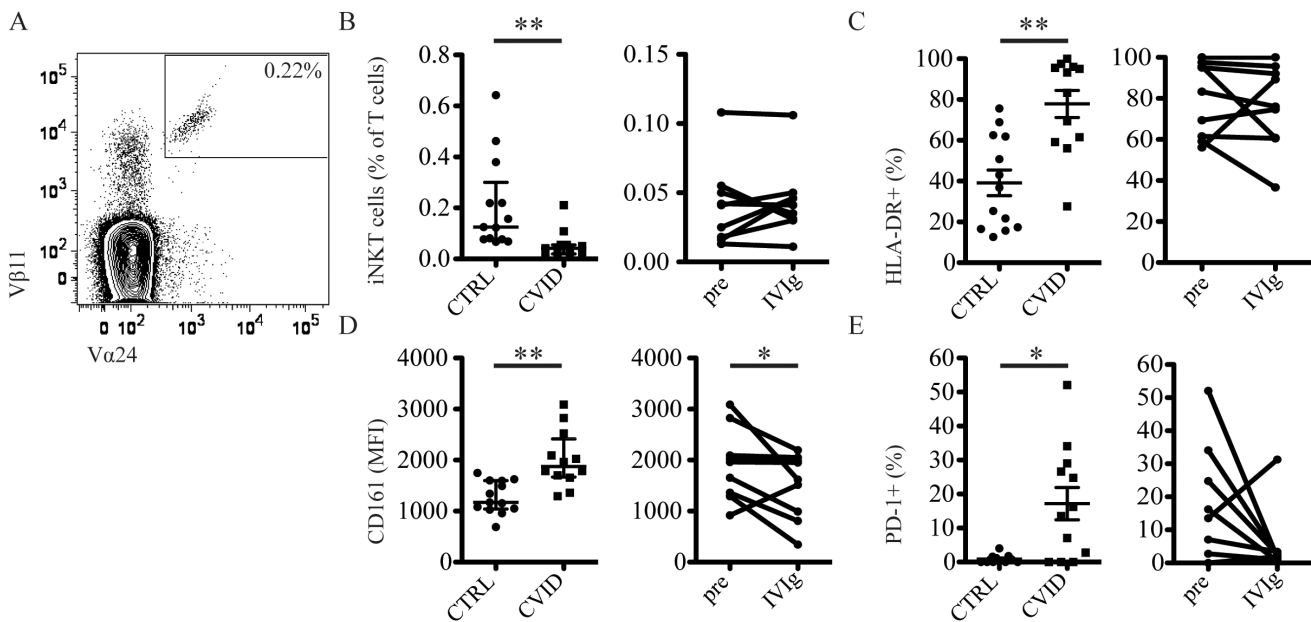 A
0.22%
10⁵
10⁴
10³
10²
0
Vβ11
0 10² 10³ 10⁴ 10⁵
Vα24
B
**
0.8
0.6
0.4
0.2
0.0
iNKT cells (% of T cells)
CTRL CVID
0.15
0.10
0.05
0.00
pre IVIg
C
**
100
80
60
40
20
0
HLA-DR+ (%)
CTRL CVID
100
80
60
40
20
0
pre IVIg
D
**
4000
3000
2000
1000
0
CD161 (MFI)
CTRL CVID
*
4000
3000
2000
1000
0
pre IVIg
E
*
60
50
40
30
20
10
0
PD-1+ (%)
CTRL CVID
60
50
40
30
20
10
0
pre IVIg